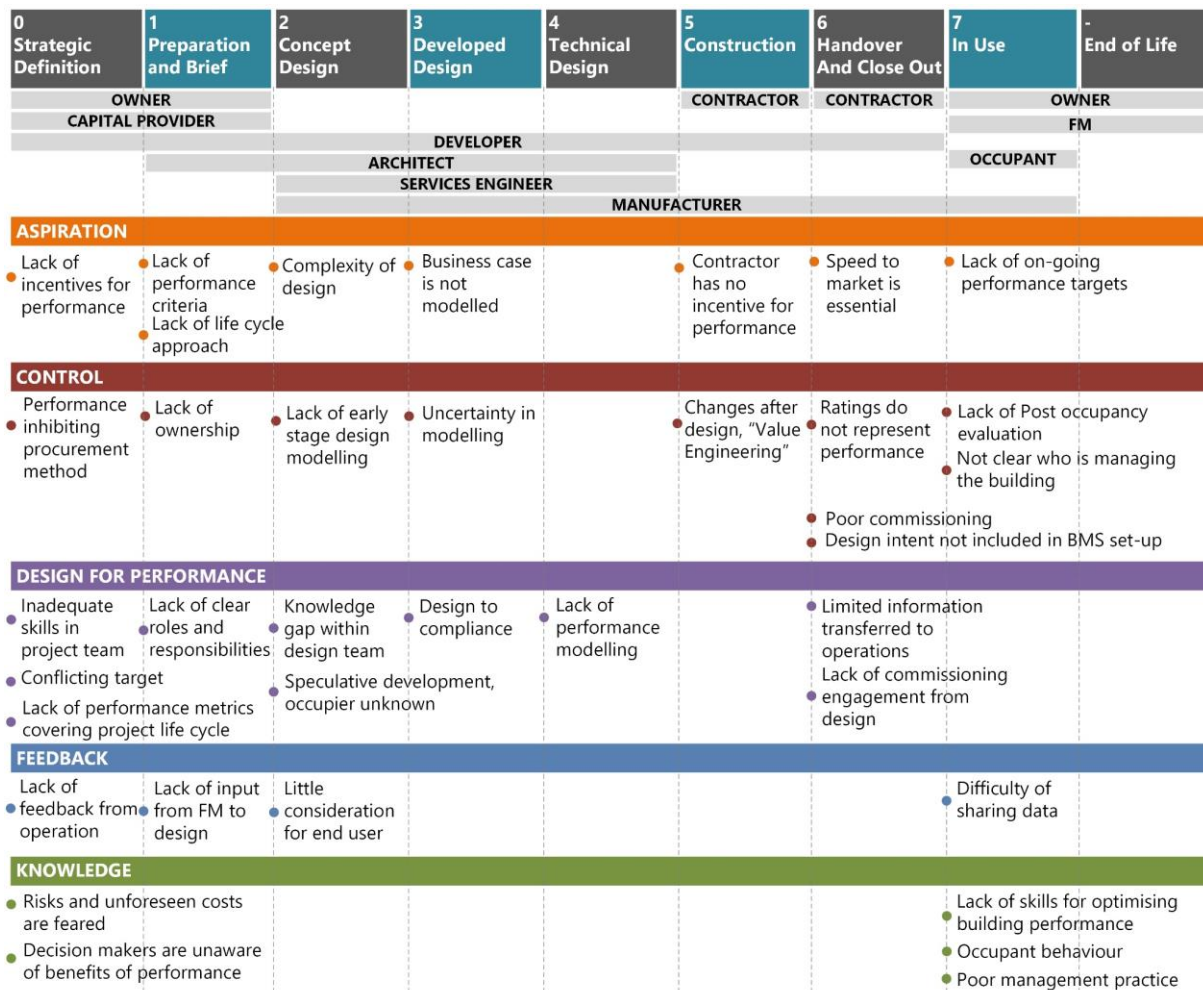 0
Strategic
Definition
1
Preparation
and Brief
2
Concept
Design
3
Developed
Design
4
Technical
Design
5
Construction
6
Handover
And Close Out
7
In Use
-
End of Life
OWNER
CONTRACTOR
CONTRACTOR
OWNER
CAPITAL PROVIDER
FM
DEVELOPER
ARCHITECT
OCCUPANT
SERVICES ENGINEER
MANUFACTURER
ASPIRATION
Lack of
incentives for
performance
Lack of
performance
criteria
Lack of life cycle
approach
Complexity of
design
Business case
is not
modelled
Contractor
has no
incentive for
performance
Speed to
market is
essential
Lack of on-going
performance targets
CONTROL
Performance
inhibiting
procurement
method
Lack of
ownership
Lack of early
stage design
modelling
Uncertainty in
modelling
Changes after
design, “Value
Engineering”
Ratings do
not represent
performance
Poor commissioning
Design intent not included in BMS set-up
Lack of Post occupancy
evaluation
Not clear who is managing
the building
DESIGN FOR PERFORMANCE
Inadequate
skills in
project team
Conflicting target
Lack of performance metrics
covering project life cycle
Lack of clear
roles and
responsibilities
Knowledge
gap within
design team
Speculative development,
occupier unknown
Design to
compliance
Lack of
performance
modelling
Limited information
transferred to
operations
Lack of commissioning
engagement from
design
FEEDBACK
Lack of
feedback from
operation
Lack of input
from FM to
design
Little
consideration
for end user
Difficulty of
sharing data
KNOWLEDGE
Risks and unforeseen costs
are feared
Decision makers are unaware
of benefits of performance
Lack of skills for optimising
building performance
Occupant behaviour
Poor management practice